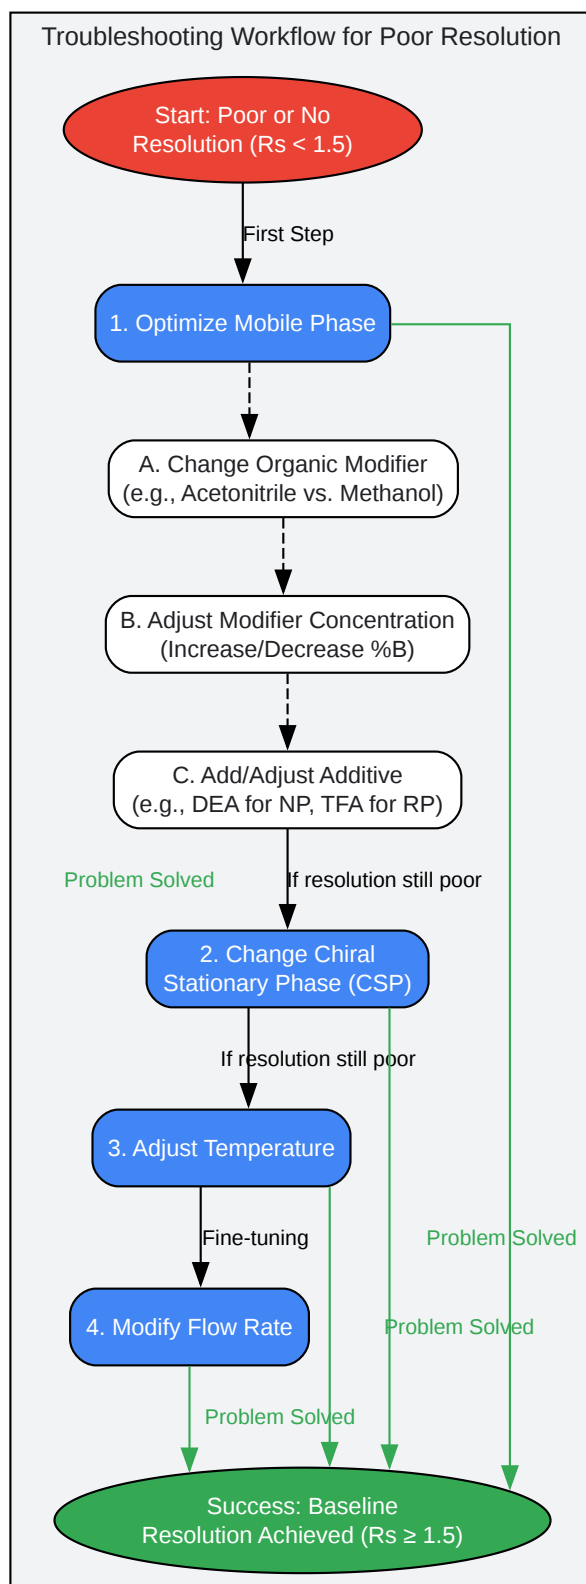 Troubleshooting Workflow for Poor Resolution
Start: Poor or No
Resolution (Rs < 1.5)
First Step
1. Optimize Mobile Phase
A. Change Organic Modifier
(e.g., Acetonitrile vs. Methanol)
B. Adjust Modifier Concentration
(Increase/Decrease %B)
C. Add/Adjust Additive
(e.g., DEA for NP, TFA for RP)
Problem Solved
If resolution still poor
2. Change Chiral
Stationary Phase (CSP)
If resolution still poor
3. Adjust Temperature
Fine-tuning
Problem Solved
4. Modify Flow Rate
Problem Solved
Problem Solved
Success: Baseline
Resolution Achieved (Rs ≥ 1.5)